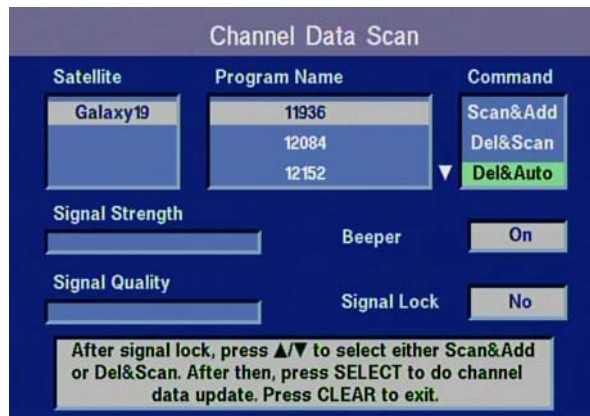 Channel Data Scan
Satellite Program Name Command
Galaxy19 11936 Scan&Add
12084 Del&Scan
12152 ▼ Del&Auto
Signal Strength
Beeper On
Signal Quality
Signal Lock No
After signal lock, press ▲/▼ to select either Scan&Add
or Del&Scan. After then, press SELECT to do channel
data update. Press CLEAR to exit.